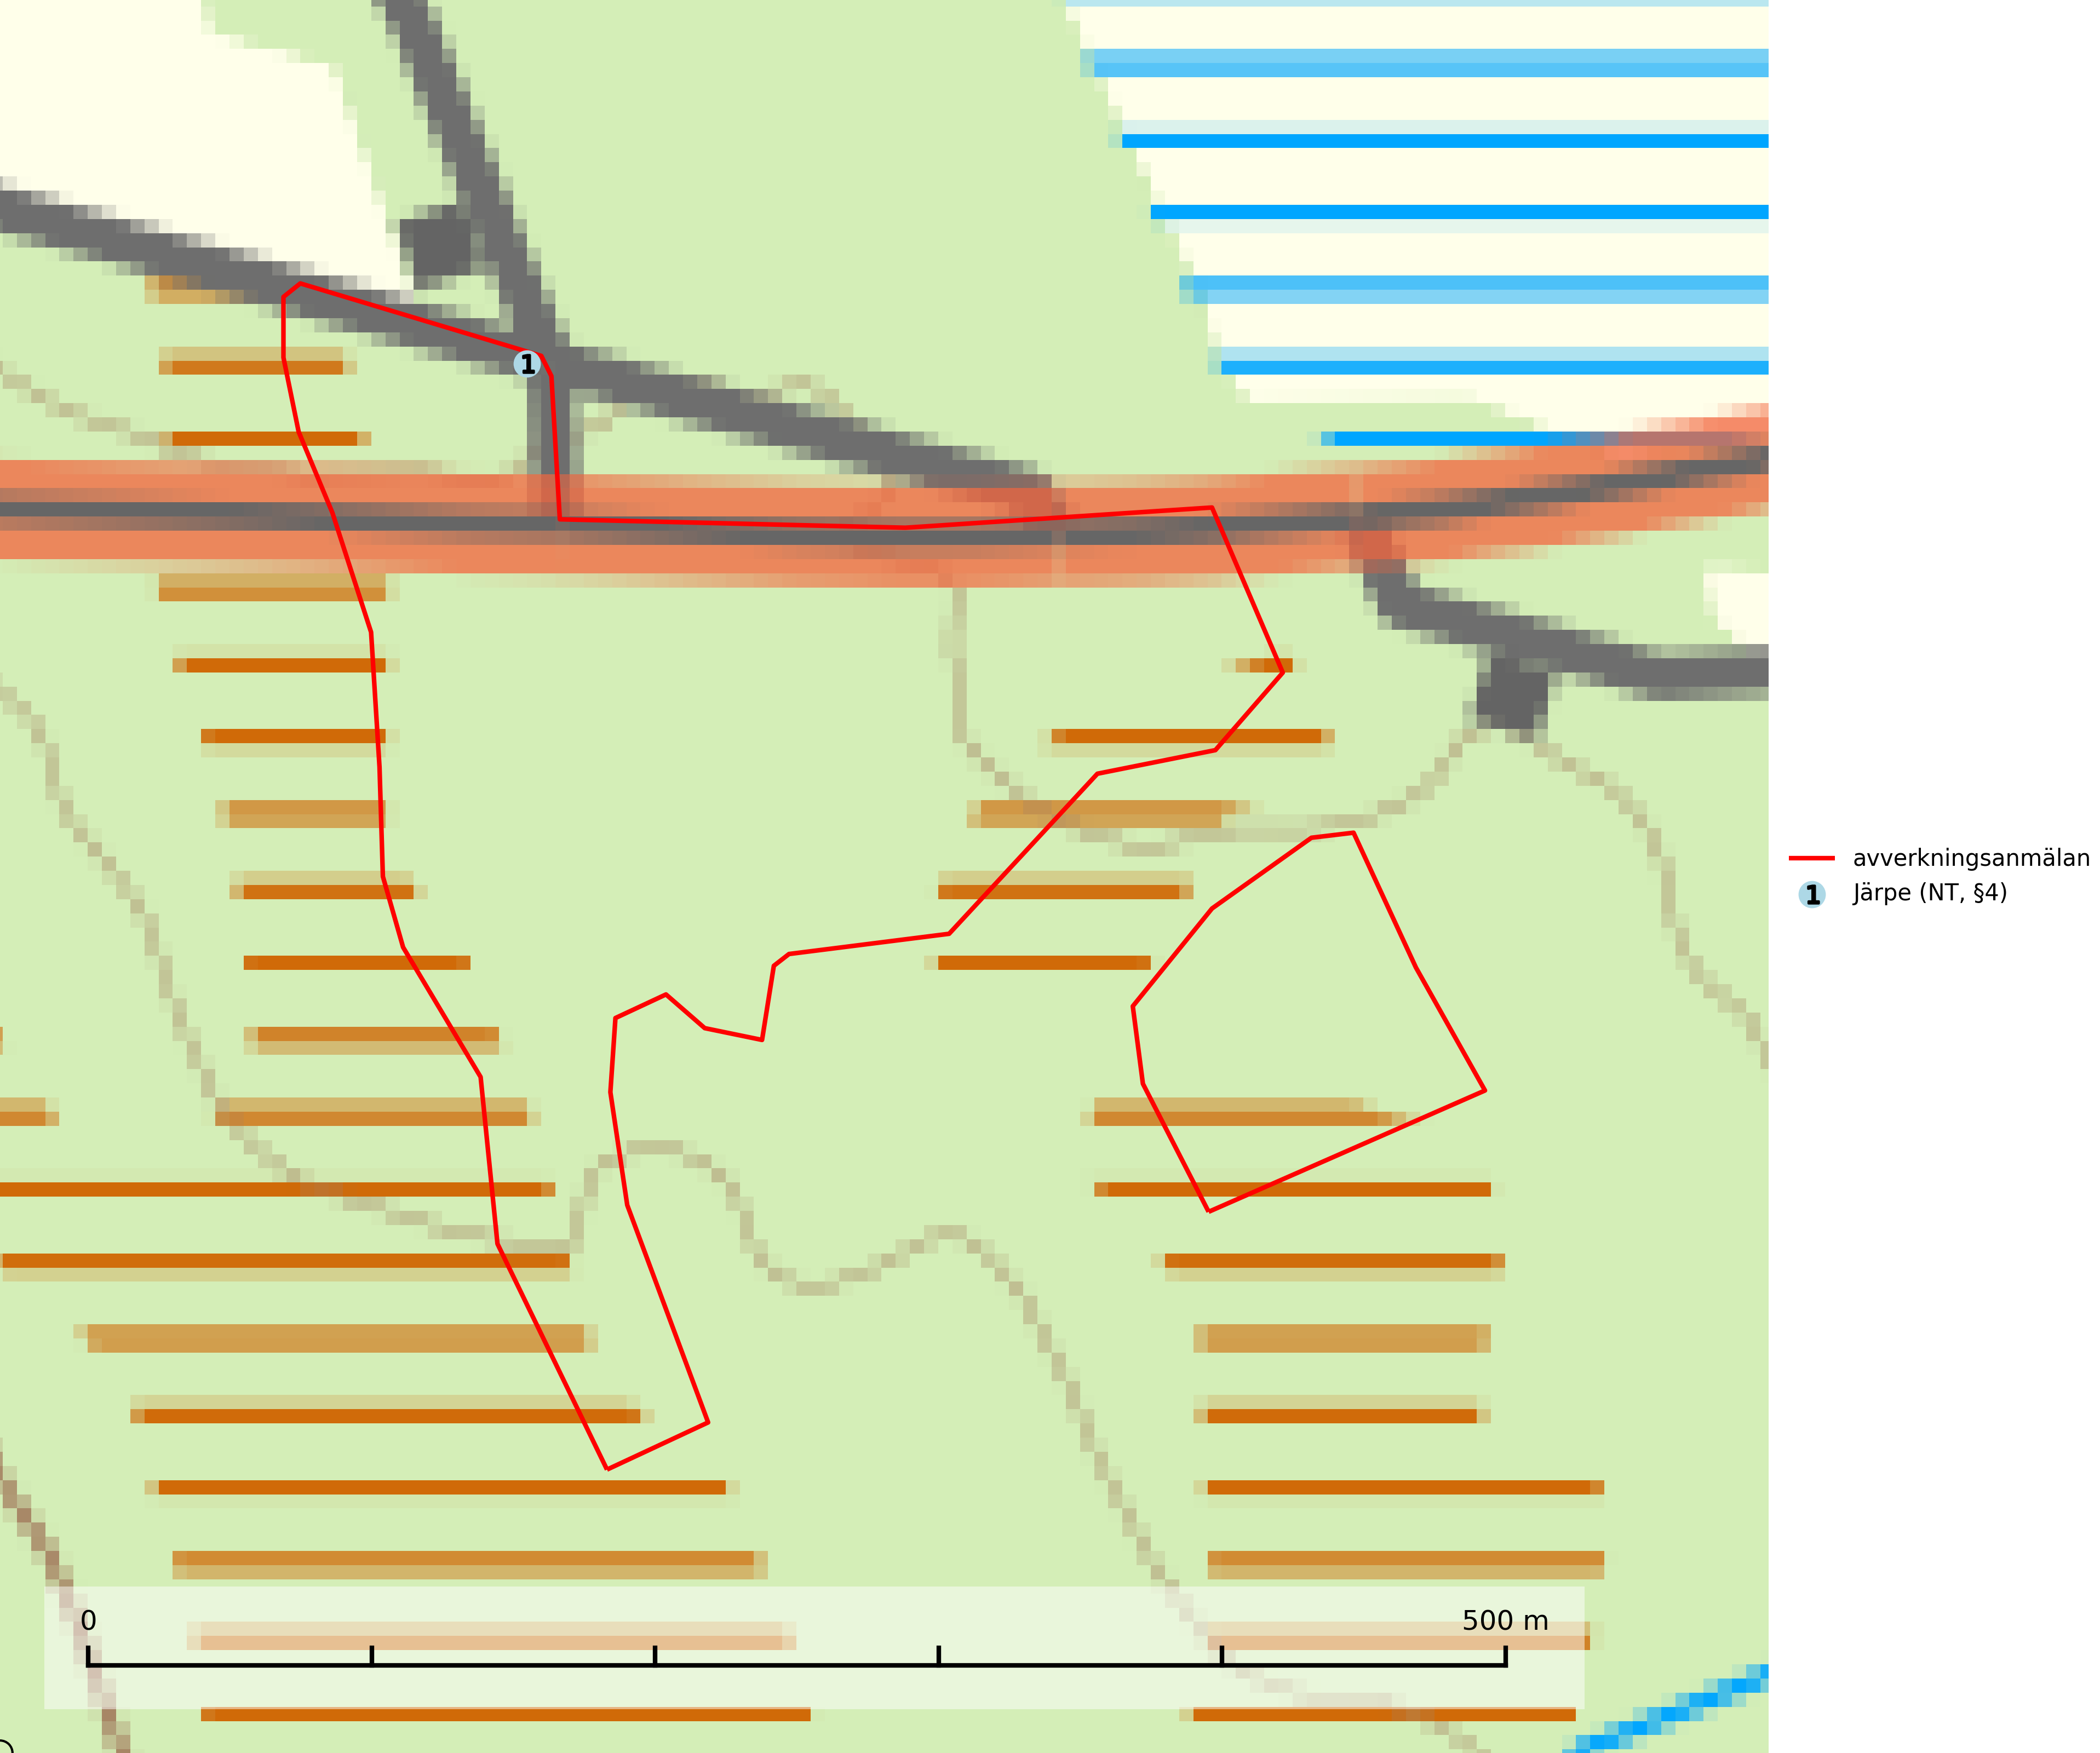 1
avverkningsanmälan
1 Järpe (NT, §4)
0 500 m